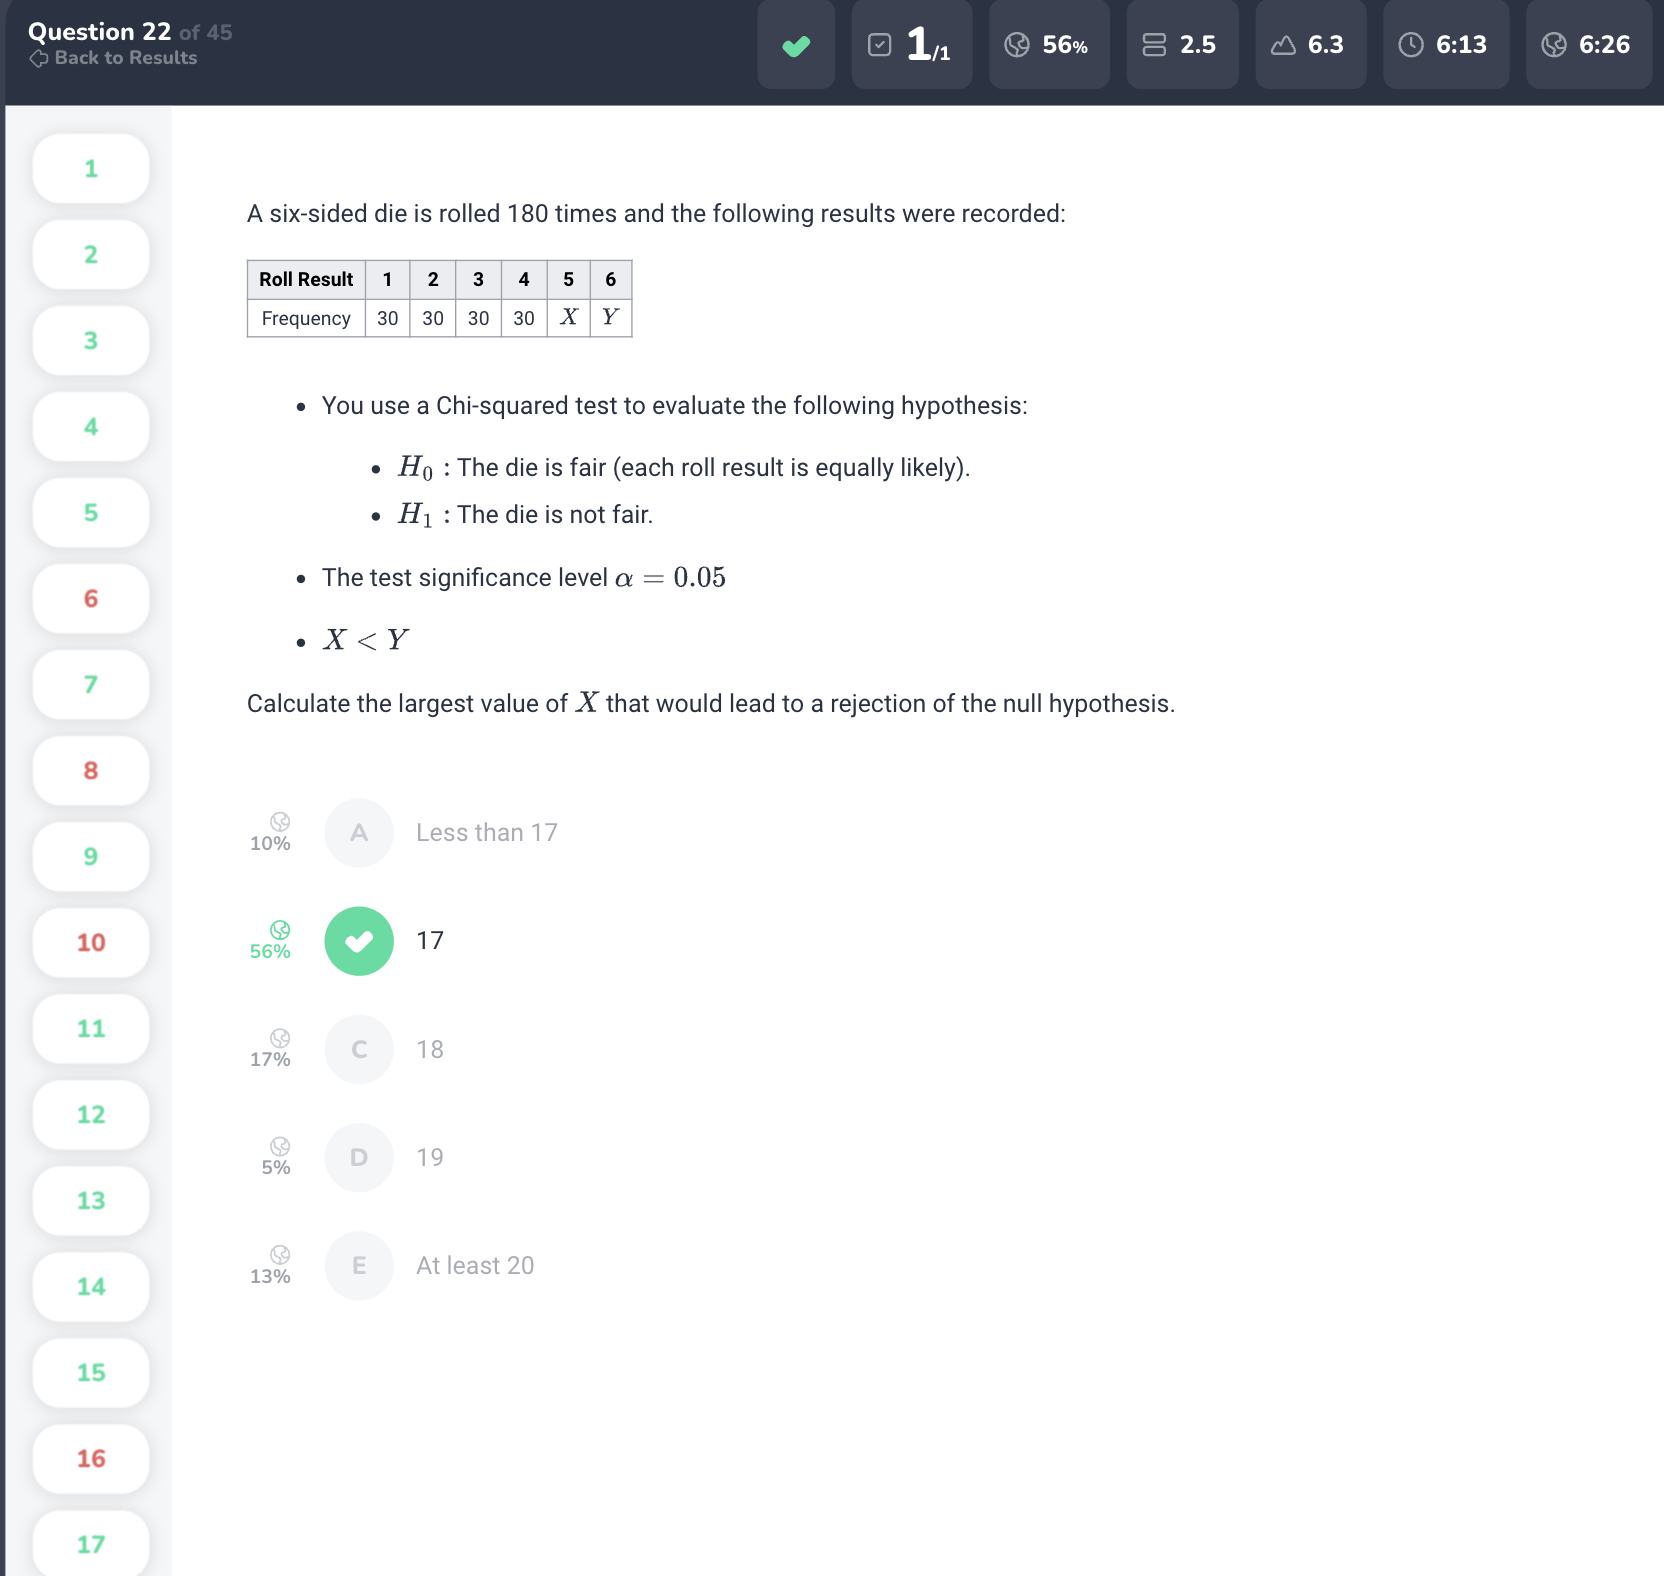 Question 22 of 45
Back to Results
1/1
56%
2.5
6.3
6:13
6:26
1
2
3
4
5
6
7
8
9
10
11
12
13
14
15
16
17
A six-sided die is rolled 180 times and the following results were recorded:
Roll Result 1 2 3 4 5 6
Frequency 30 30 30 30 X Y
• You use a Chi-squared test to evaluate the following hypothesis:
• H₀ : The die is fair (each roll result is equally likely).
• H₁ : The die is not fair.
• The test significance level α = 0.05
• X < Y
Calculate the largest value of X that would lead to a rejection of the null hypothesis.
10% A Less than 17
56% 17
17% C 18
5% D 19
13% E At least 20